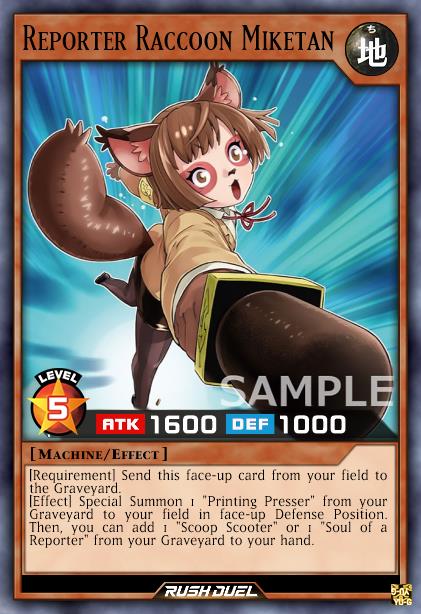 REPORTER RACCOON MIKETAN
ち
地
SAMPLE
LEVEL
5
ATK 1600 DEF 1000
[MACHINE/EFFECT]
[Requirement] Send this face-up card from your field to
the Graveyard.
[Effect] Special Summon 1 "Printing Presser" from your
Graveyard to your field in face-up Defense Position.
Then, you can add 1 "Scoop Scooter" or 1 "Soul of a
Reporter" from your Graveyard to your hand.
RUSH DUEL